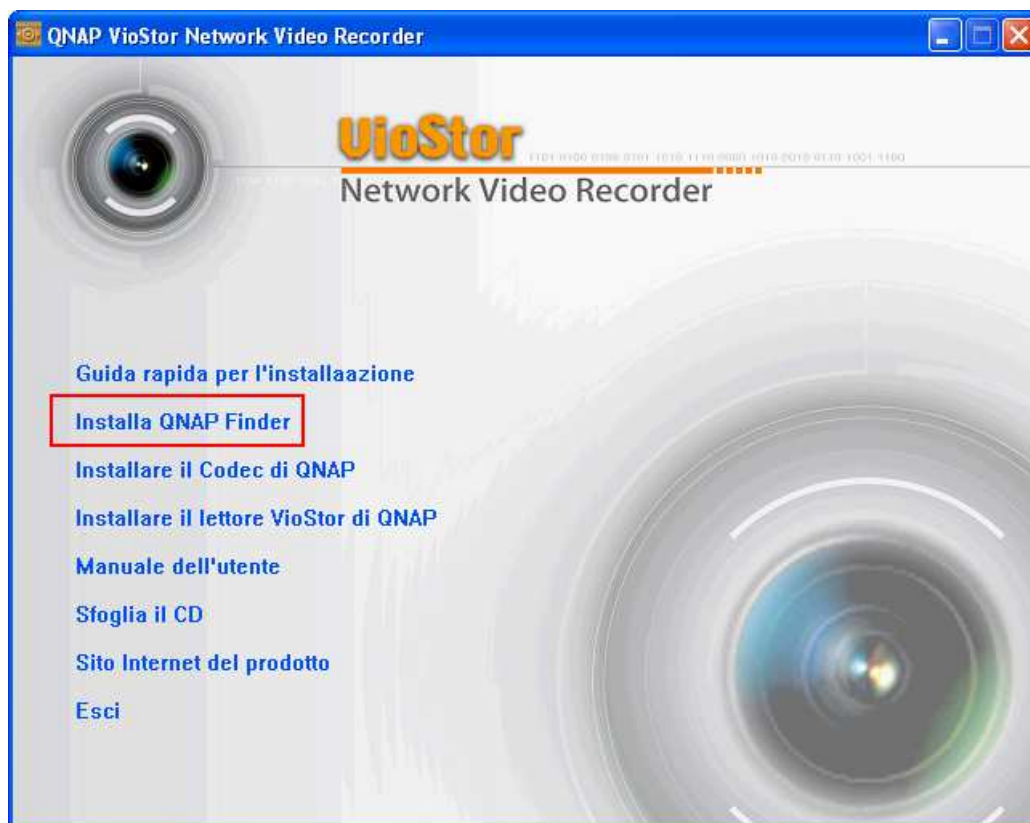 QNAP VioStor Network Video Recorder
VioStor
Network Video Recorder
Guida rapida per l'installaazione
Installa QNAP Finder
Installare il Codec di QNAP
Installare il lettore VioStor di QNAP
Manuale dell'utente
Sfoglia il CD
Sito Internet del prodotto
Esci